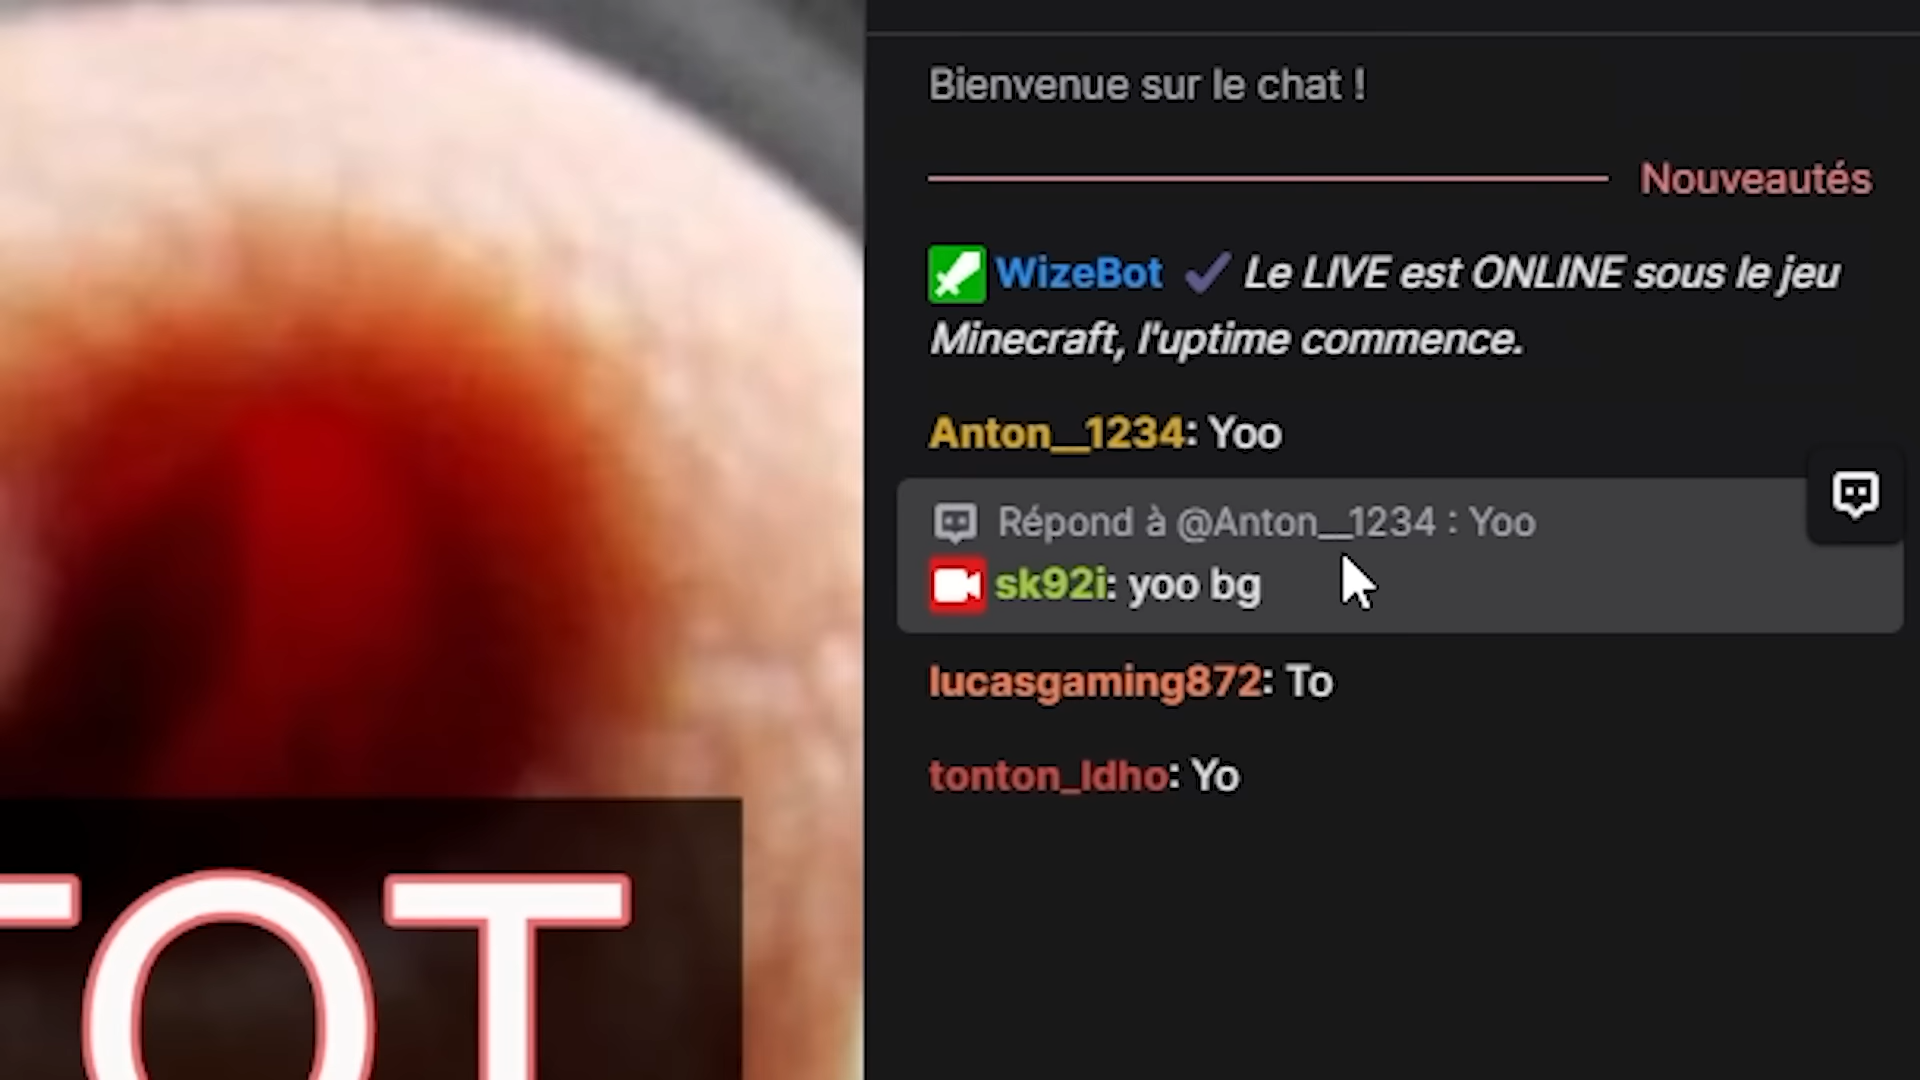 Bienvenue sur le chat !
Nouveautés
WizeBot Le LIVE est ONLINE sous le jeu
Minecraft, l'uptime commence.
Anton__1234: Yoo
Répond à @Anton__1234 : Yoo
sk92i: yoo bg
lucasgaming872: To
tonton_ldho: Yo
TOT